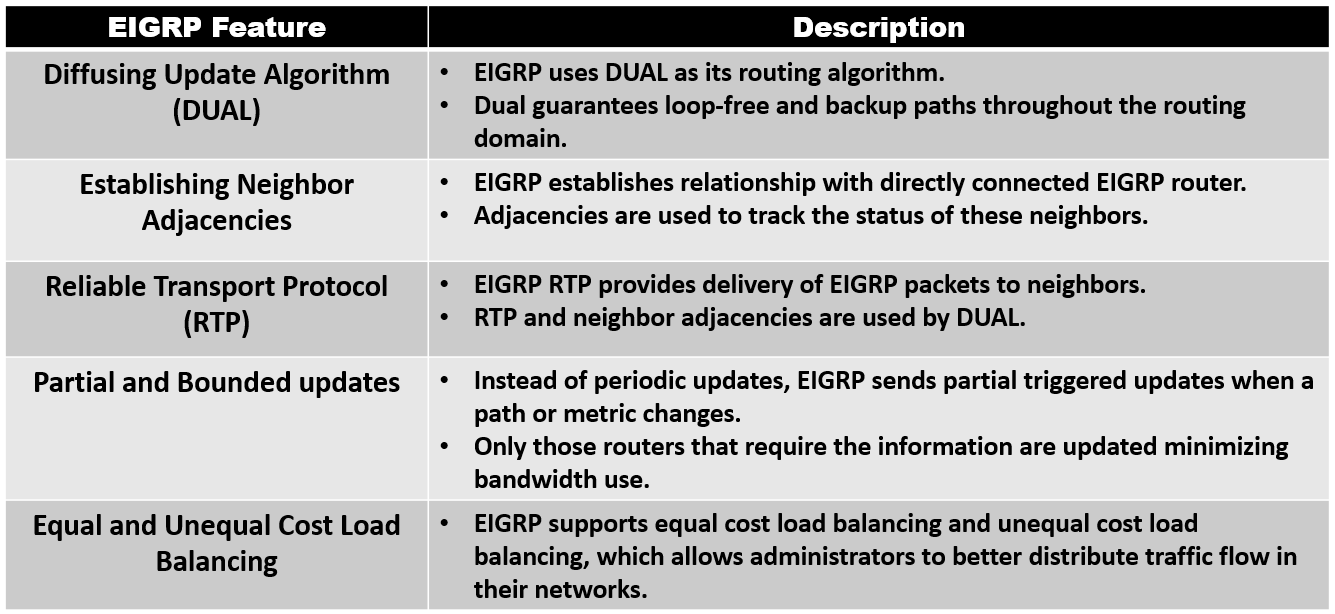 EIGRP Feature
Description
Diffusing Update Algorithm
(DUAL)
• EIGRP uses DUAL as its routing algorithm.
• Dual guarantees loop-free and backup paths throughout the routing
domain.
Establishing Neighbor
Adjacencies
• EIGRP establishes relationship with directly connected EIGRP router.
• Adjacencies are used to track the status of these neighbors.
Reliable Transport Protocol
(RTP)
• EIGRP RTP provides delivery of EIGRP packets to neighbors.
• RTP and neighbor adjacencies are used by DUAL.
Partial and Bounded updates
• Instead of periodic updates, EIGRP sends partial triggered updates when a
path or metric changes.
• Only those routers that require the information are updated minimizing
bandwidth use.
Equal and Unequal Cost Load
Balancing
• EIGRP supports equal cost load balancing and unequal cost load
balancing, which allows administrators to better distribute traffic flow in
their networks.